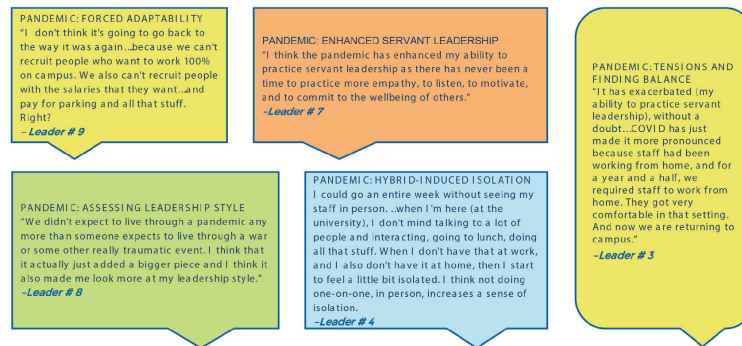 PANDEMIC: FORCED ADAPTABILITY
"I don't think it's going to go back to
the way it was again...because we can't
recruit people who want to work 100%
on campus. We also can't recruit people
with the salaries that they want...and
pay for parking and all that stuff.
Right?
– Leader # 9
PANDEMIC: ENHANCED SERVANT LEADERSHIP
"I think the pandemic has enhanced my ability to
practice servant leadership as there has never been a
time to practice more empathy, to listen, to motivate,
and to commit to the wellbeing of others."
–Leader # 7
PANDEMIC: TENSIONS AND
FINDING BALANCE
"It has exacerbated (my
ability to practice servant
leadership), without a
doubt...COVID has just
made it more pronounced
because staff had been
working from home, and for
a year and a half, we
required staff to work from
home. They got very
comfortable in that setting.
And now we are returning to
campus."
–Leader # 3
PANDEMIC: ASSESSING LEADERSHIP STYLE
"We didn't expect to live through a pandemic any
more than someone expects to live through a war
or some other really traumatic event. I think that
it actually just added a bigger piece and I think it
also made me look more at my leadership style."
–Leader # 8
PANDEMIC: HYBRID-INDUCED ISOLATION
I could go an entire week without seeing my
staff in person. ..when I'm here (at the
university), I don't mind talking to a lot of
people and interacting, going to lunch, doing
all that stuff. When I don't have that at work,
and I also don't have it at home, then I start
to feel a little bit isolated. I think not doing
one-on-one, in person, increases a sense of
isolation.
–Leader # 4